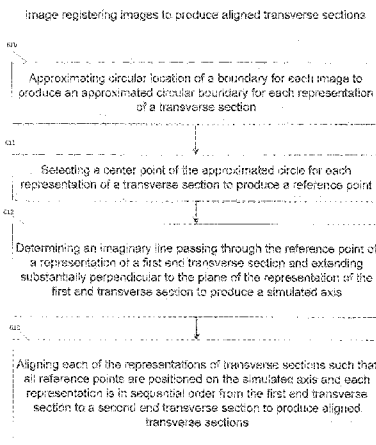 Image registering images to produce aligned transverse sections
610
Approximating circular location of a boundary for each image to
produce an approximated circular boundary for each representation
of a transverse section
611
Selecting a center point of the approximated circle for each
representation of a transverse section to produce a reference point
612
Determining an imaginary line passing through the reference point of
a representation of a first end transverse section and extending
substantially perpendicular to the plane of the representation of the
first end transverse section to produce a simulated axis
613
Aligning each of the representations of transverse sections such that
all reference points are positioned on the simulated axis and each
representation is in sequential order from the first end transverse
section to a second end transverse section to produce aligned
transverse sections